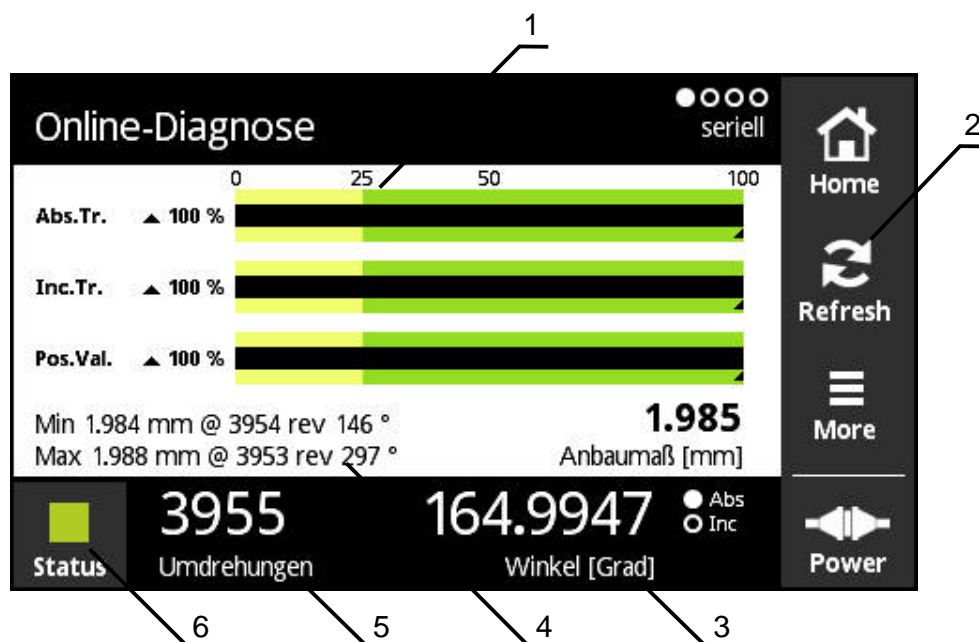 1
Online-Diagnose
seriell
Home
2
0 25 50 100
Abs.Tr. ▲ 100 %
Refresh
Inc.Tr. ▲ 100 %
Pos.Val. ▲ 100 %
More
Min 1.984 mm @ 3954 rev 146 °
Max 1.988 mm @ 3953 rev 297 °
1.985
Anbaumaß [mm]
Status
3955
Umdrehungen
164.9947
Winkel [Grad]
Abs
Inc
Power
6 5 4 3